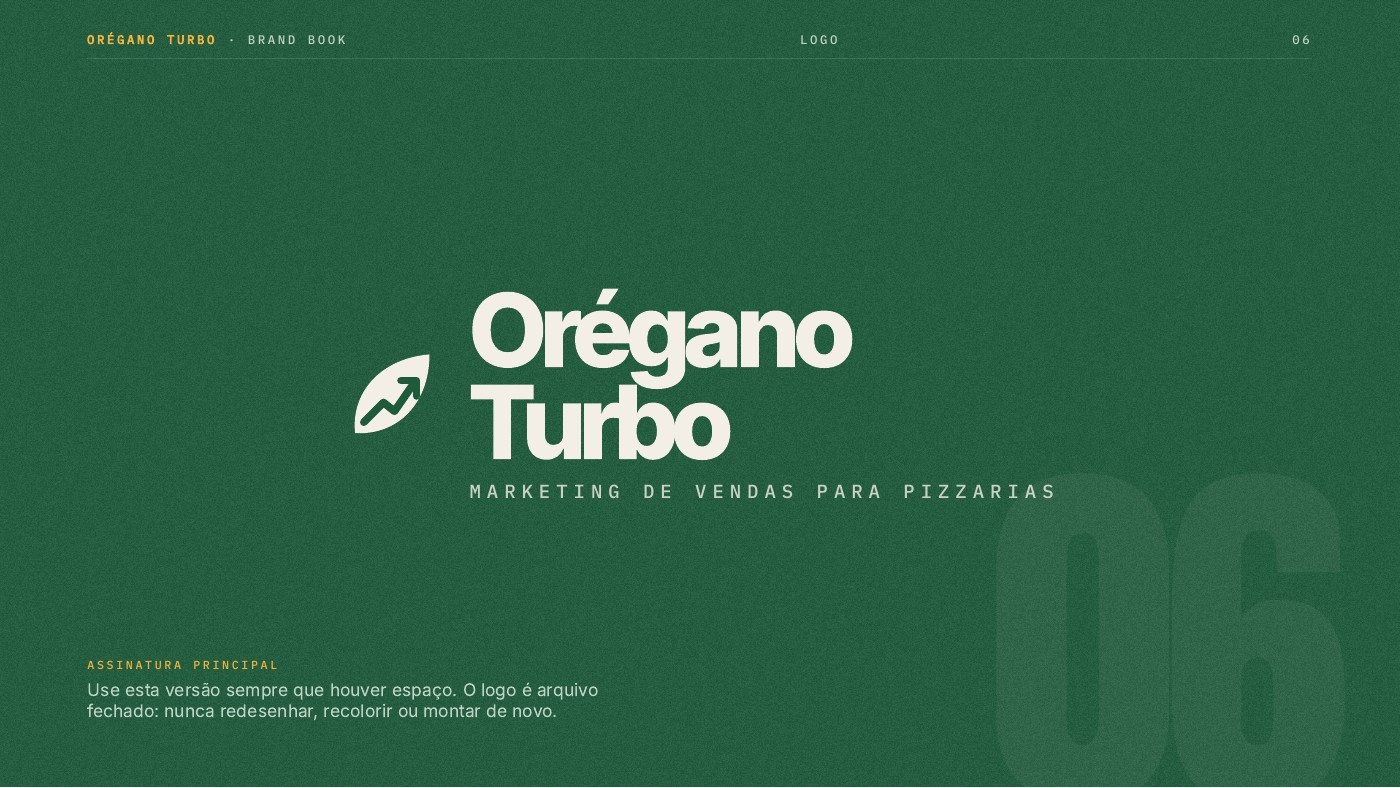 ORÉGANO TURBO · BRAND BOOK
LOGO
06
Orégano
Turbo
MARKETING DE VENDAS PARA PIZZARIAS
06
ASSINATURA PRINCIPAL
Use esta versão sempre que houver espaço. O logo é arquivo
fechado: nunca redesenhar, recolorir ou montar de novo.